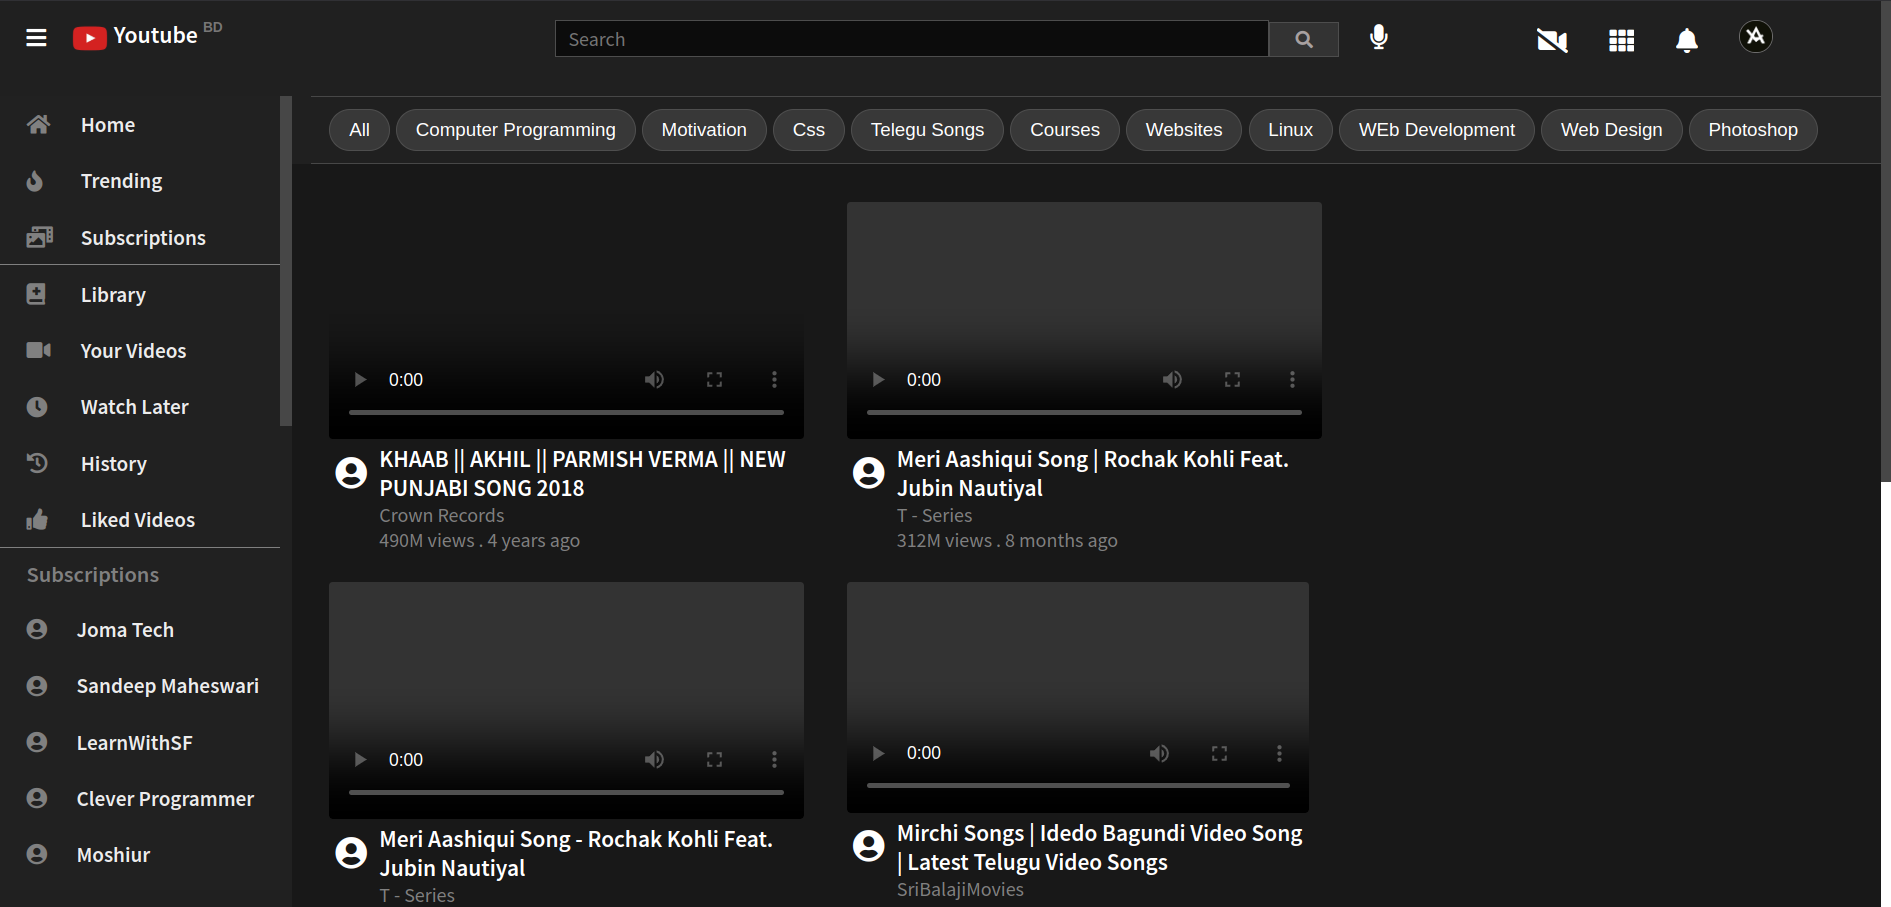 Youtube BD
Search
Home
Trending
Subscriptions
Library
Your Videos
Watch Later
History
Liked Videos
Subscriptions
Joma Tech
Sandeep Maheswari
LearnWithSF
Clever Programmer
Moshiur
All Computer Programming Motivation Css Telegu Songs Courses Websites Linux WEb Development Web Design Photoshop
0:00
KHAAB || AKHIL || PARMISH VERMA || NEW
PUNJABI SONG 2018
Crown Records
490M views . 4 years ago
0:00
Meri Aashiqui Song | Rochak Kohli Feat.
Jubin Nautiyal
T - Series
312M views . 8 months ago
0:00
Meri Aashiqui Song - Rochak Kohli Feat.
Jubin Nautiyal
T - Series
0:00
Mirchi Songs | Idedo Bagundi Video Song
| Latest Telugu Video Songs
SriBalajiMovies